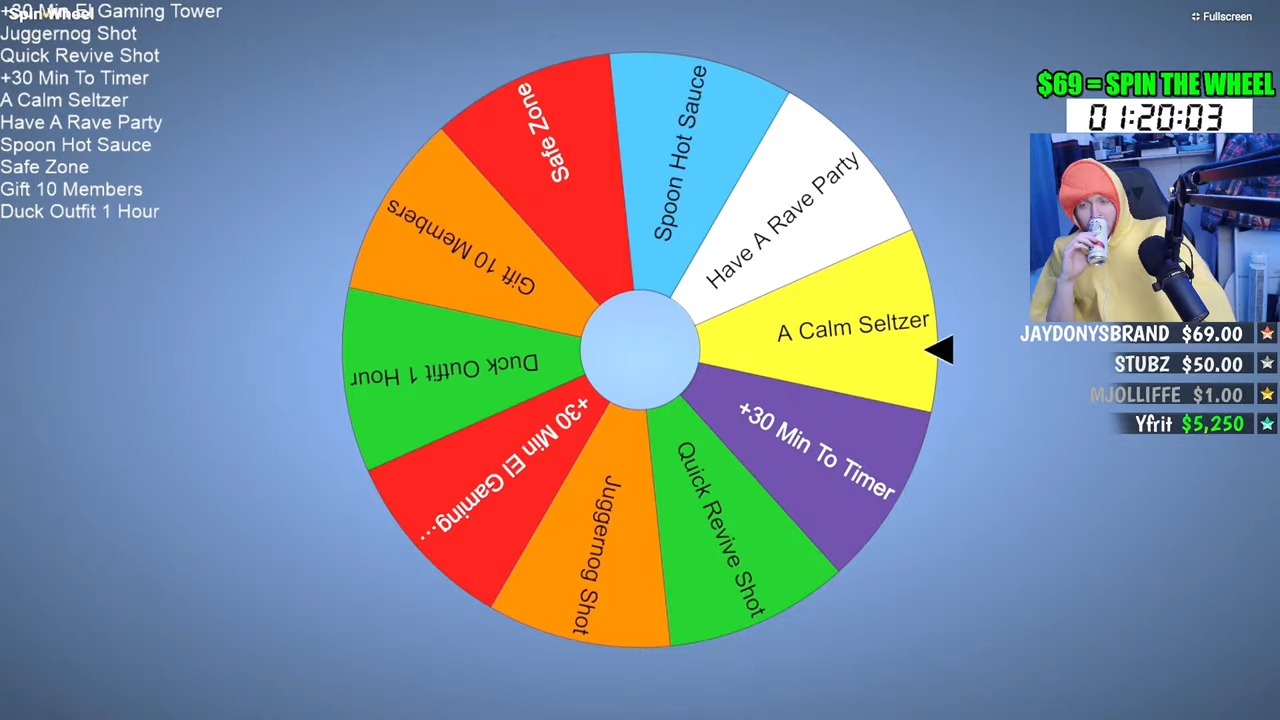 Spin Wheel
+30 Min El Gaming Tower
Juggernog Shot
Quick Revive Shot
+30 Min To Timer
A Calm Seltzer
Have A Rave Party
Spoon Hot Sauce
Safe Zone
Gift 10 Members
Duck Outfit 1 Hour
Fullscreen
Safe Zone
Spoon Hot Sauce
Have A Rave Party
A Calm Seltzer
+30 Min To Timer
Quick Revive Shot
Juggernog Shot
+30 Min El Gaming...
Duck Outfit 1 Hour
Gift 10 Members
$69 = SPIN THE WHEEL
01:20:03
JAYDONYSBRAND $69.00
STUBZ $50.00
MJOLLIFFE $1.00
Yfrit $5,250